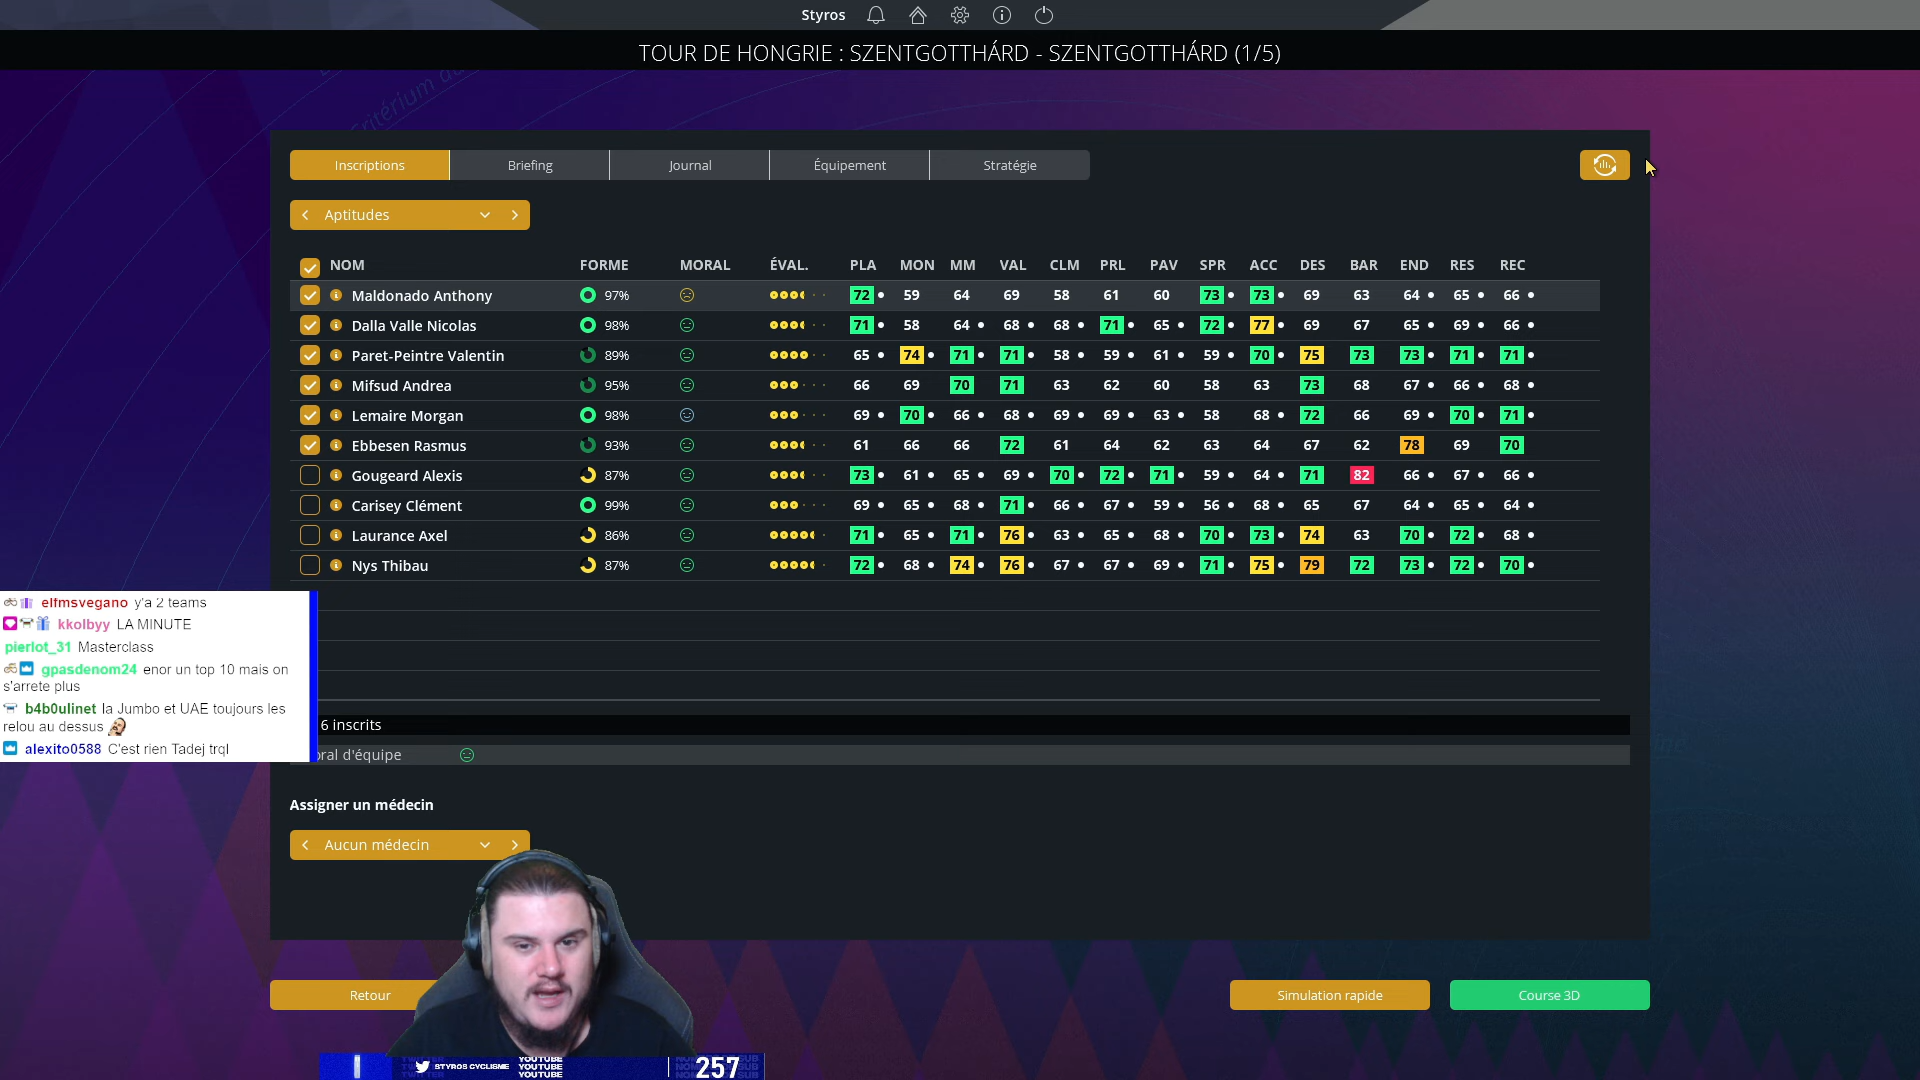 Styros
TOUR DE HONGRIE : SZENTGOTTHÁRD - SZENTGOTTHÁRD (1/5)
Inscriptions Briefing Journal Équipement Stratégie
Aptitudes
NOM FORME MORAL ÉVAL. PLA MON MM VAL CLM PRL PAV SPR ACC DES BAR END RES REC
Maldonado Anthony 97% 72 59 64 69 58 61 60 73 73 69 63 64 65 66
Dalla Valle Nicolas 98% 71 58 64 68 68 71 65 72 77 69 67 65 69 66
Paret-Peintre Valentin 89% 65 74 71 71 58 59 61 59 70 75 73 73 71 71
Mifsud Andrea 95% 66 69 70 71 63 62 60 58 63 73 68 67 66 68
Lemaire Morgan 98% 69 70 66 68 69 69 63 58 68 72 66 69 70 71
Ebbesen Rasmus 93% 61 66 66 72 61 64 62 63 64 67 62 78 69 70
Gougeard Alexis 87% 73 61 65 69 70 72 71 59 64 71 82 66 67 66
Carisey Clément 99% 69 65 68 71 66 67 59 56 68 65 67 64 65 64
Laurance Axel 86% 71 65 71 76 63 65 68 70 73 74 63 70 72 68
Nys Thibau 87% 72 68 74 76 67 67 69 71 75 79 72 73 72 70
elfmsvegano y'a 2 teams
kkolbyy LA MINUTE
pierlot_31 Masterclass
gpasdenom24 enor un top 10 mais on
s'arrete plus
b4b0ulinet la Jumbo et UAE toujours les
relou au dessus
alexito0588 C'est rien Tadej trql
6 inscrits
oral d'équipe
Assigner un médecin
Aucun médecin
Retour Simulation rapide Course 3D
YOUTUBE
STYROS CYCLISME YOUTUBE 257
YOUTUBE